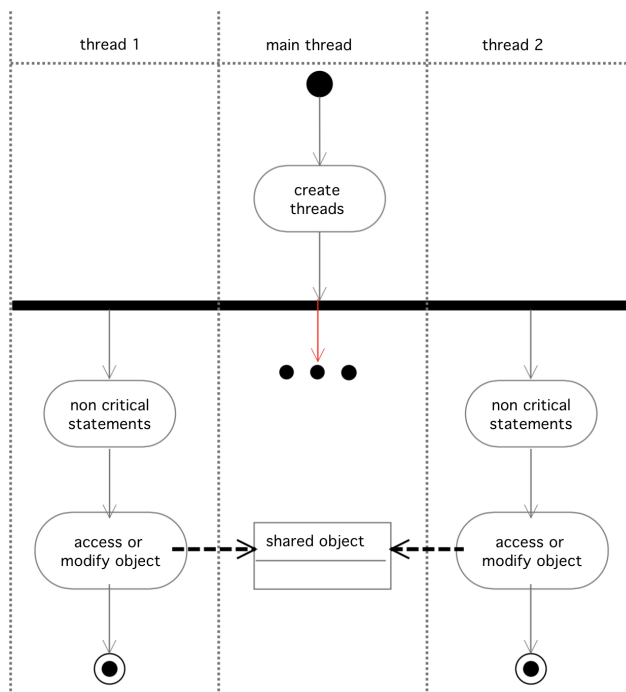 thread 1
main thread
thread 2
create
threads
non critical
statements
non critical
statements
access or
modify object
shared object
access or
modify object